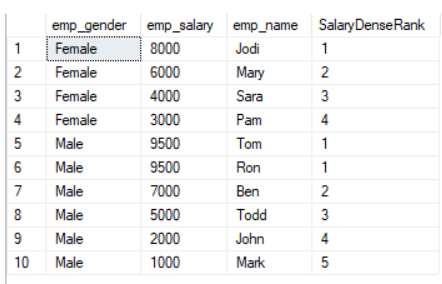 emp_gender emp_salary emp_name SalaryDenseRank
1 Female 8000 Jodi 1
2 Female 6000 Mary 2
3 Female 4000 Sara 3
4 Female 3000 Pam 4
5 Male 9500 Tom 1
6 Male 9500 Ron 1
7 Male 7000 Ben 2
8 Male 5000 Todd 3
9 Male 2000 John 4
10 Male 1000 Mark 5